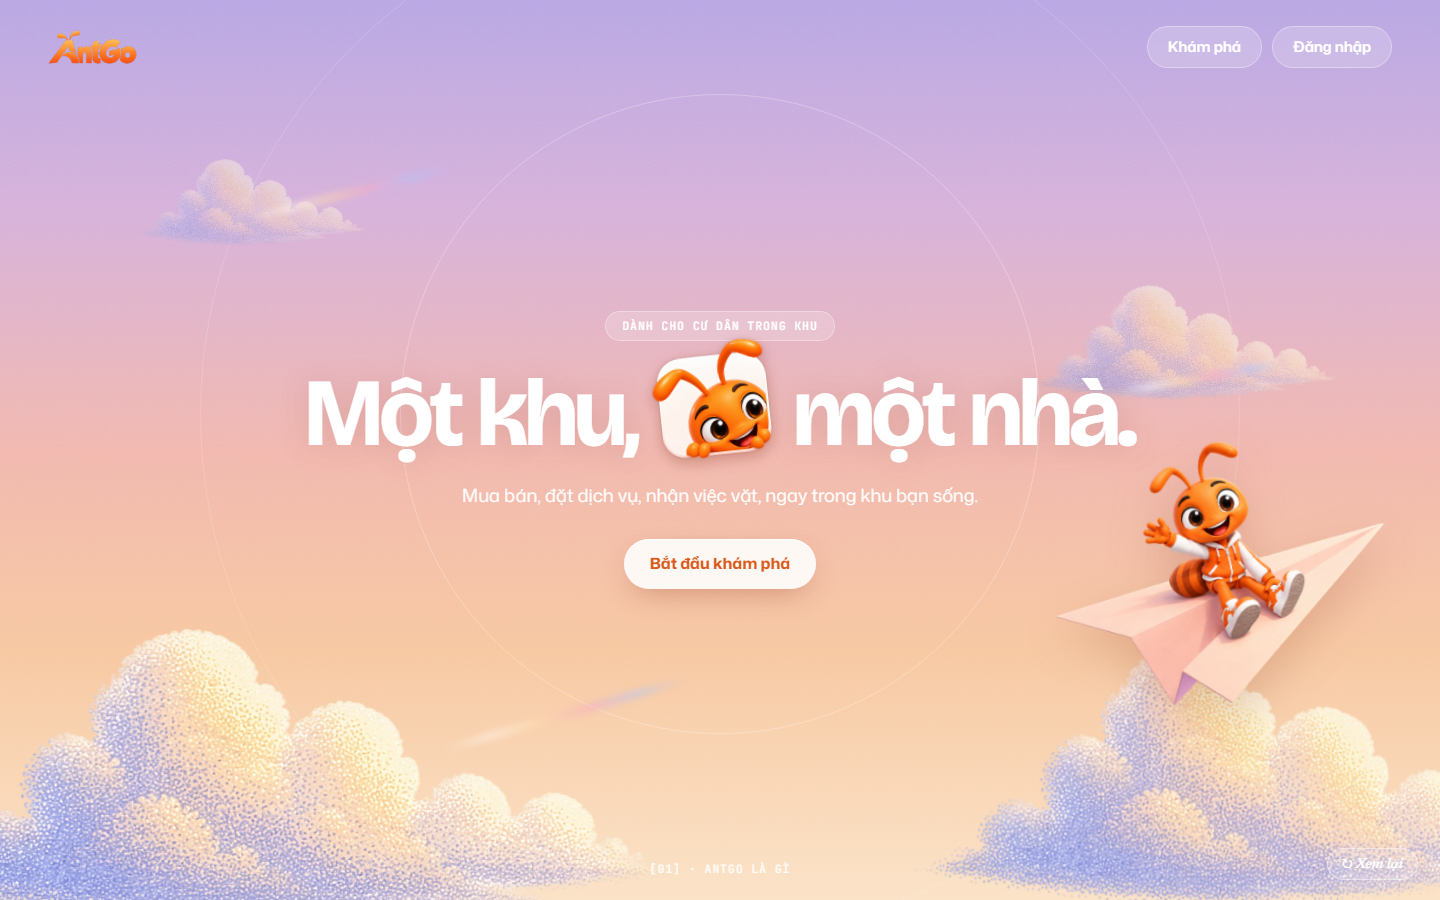 AntGo
Khám phá
Đăng nhập
DÀNH CHO CƯ DÂN TRONG KHU
Một khu, một nhà.
Mua bán, đặt dịch vụ, nhận việc vặt, ngay trong khu bạn sống.
Bắt đầu khám phá
[01] · ANTGO LÀ GÌ
↻ Xem lại